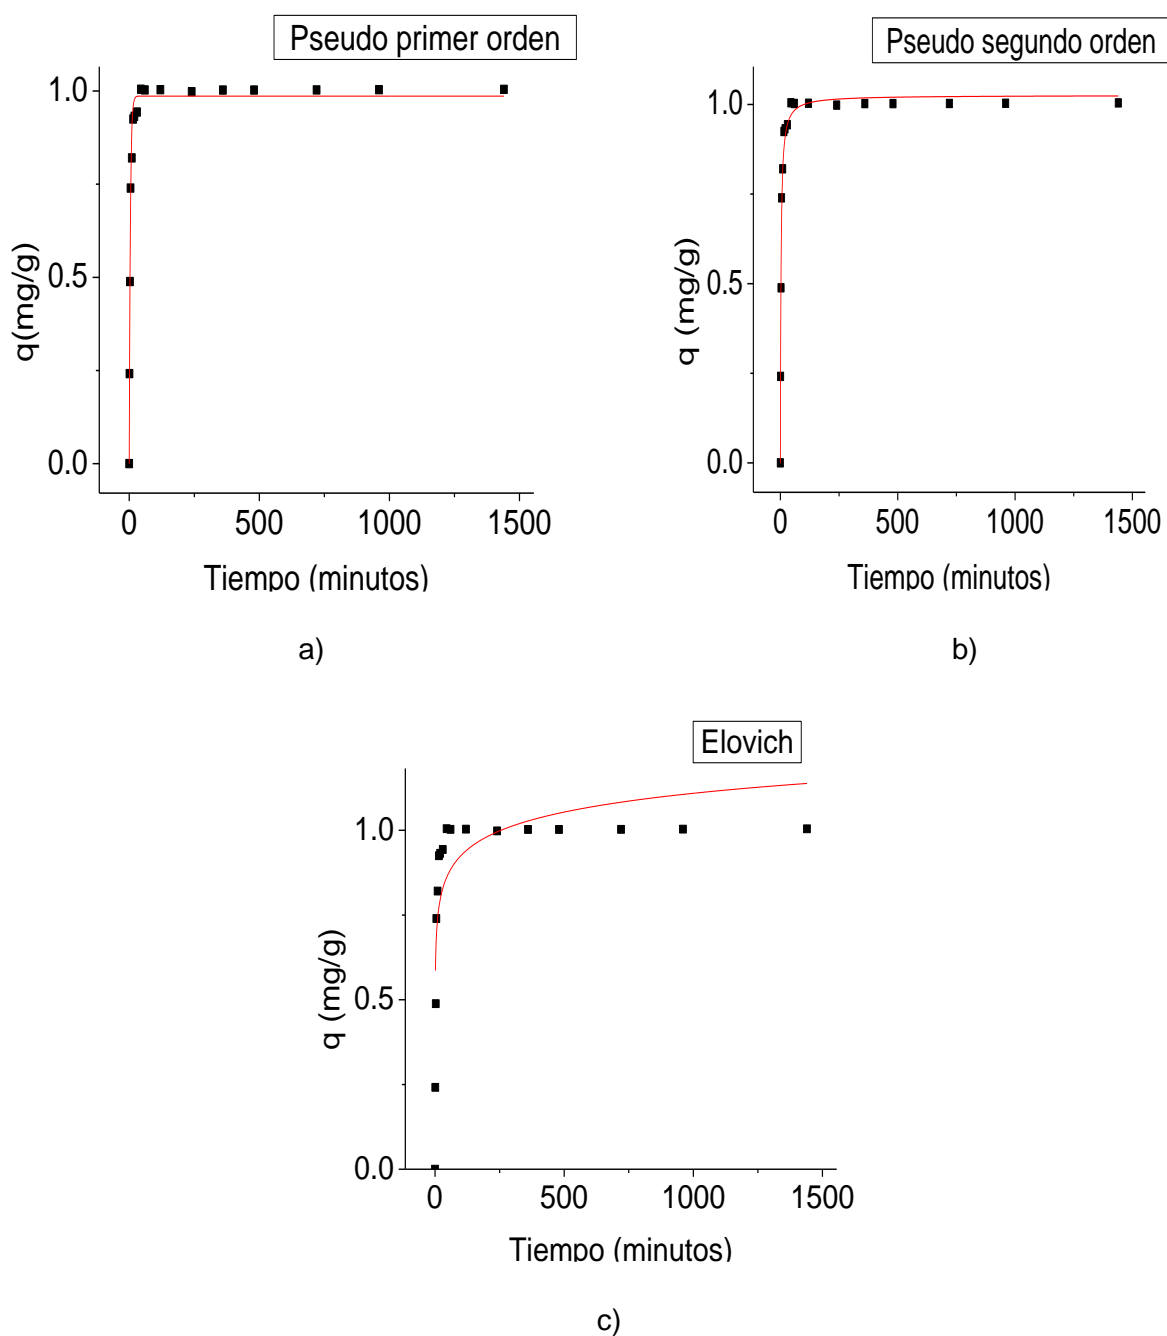 Pseudo primer orden
1.0
0.5
0.0
q(mg/g)
0 500 1000 1500
Tiempo (minutos)
a)
Pseudo segundo orden
1.0
0.5
0.0
q (mg/g)
0 500 1000 1500
Tiempo (minutos)
b)
Elovich
1.0
0.5
0.0
q (mg/g)
0 500 1000 1500
Tiempo (minutos)
c)